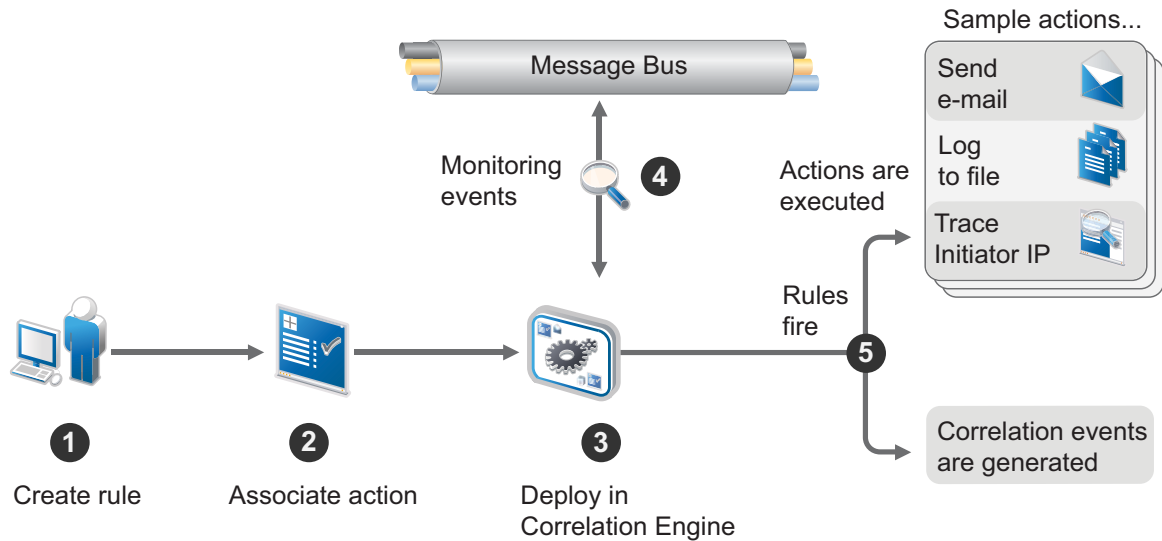 Sample actions...
Message Bus
Send
e-mail
Log
to file
Trace
Initiator IP
Monitoring
events
4
Actions are
executed
Rules
fire
5
1
Create rule
2
Associate action
3
Deploy in
Correlation Engine
Correlation events
are generated